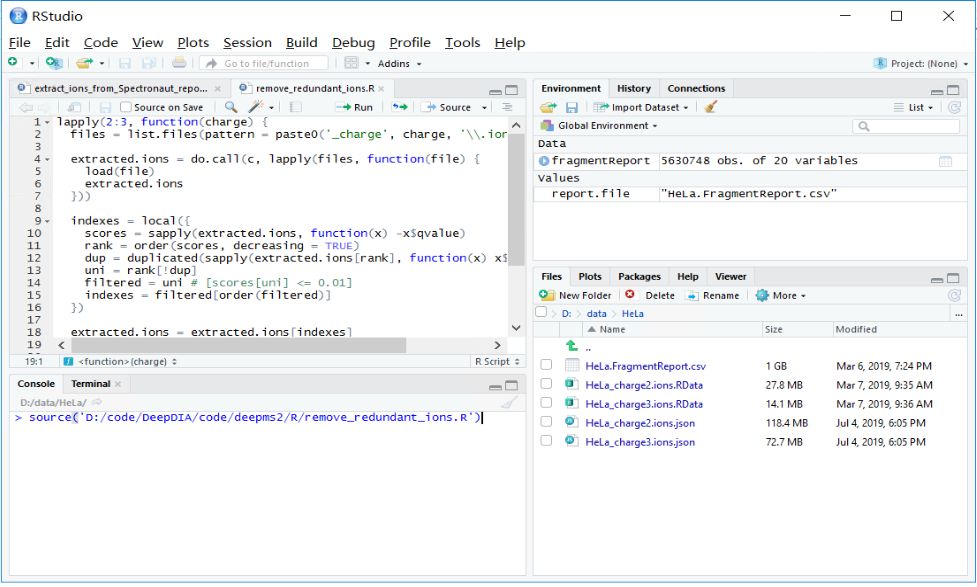 RStudio
File Edit Code View Plots Session Build Debug Profile Tools Help
Go to file/function Addins Project: (None)
extract_ions_from_Spectronaut_repo... remove_redundant_ions.R
Source on Save Run Source
1 lapply(2:3, function(charge) {
2 files = list.files(pattern = paste0('_charge', charge, '\\.ion
3
4 extracted.ions = do.call(c, lapply(files, function(file) {
5 load(file)
6 extracted.ions
7 }))
8
9 indexes = local({
10 scores = sapply(extracted.ions, function(x) -x$qvalue)
11 rank = order(scores, decreasing = TRUE)
12 dup = duplicated(sapply(extracted.ions[rank], function(x) x$
13 uni = rank[!dup]
14 filtered = uni # [scores[uni] <= 0.01]
15 indexes = filtered[order(filtered)]
16 })
17
18 extracted.ions = extracted.ions[indexes]
19
19:1 <function>(charge) R Script
Console Terminal
D:/data/HeLa/
> source('D:/code/DeepDIA/code/deepms2/R/remove_redundant_ions.R')
Environment History Connections
Import Dataset List
Global Environment
Data
fragmentReport 5630748 obs. of 20 variables
Values
report.file "HeLa.FragmentReport.csv"
Files Plots Packages Help Viewer
New Folder Delete Rename More
D: data HeLa ...
Name Size Modified
..
HeLa.FragmentReport.csv 1 GB Mar 6, 2019, 7:24 PM
HeLa_charge2.ions.RData 27.8 MB Mar 7, 2019, 9:35 AM
HeLa_charge3.ions.RData 14.1 MB Mar 7, 2019, 9:36 AM
HeLa_charge2.ions.json 118.4 MB Jul 4, 2019, 6:05 PM
HeLa_charge3.ions.json 72.7 MB Jul 4, 2019, 6:05 PM